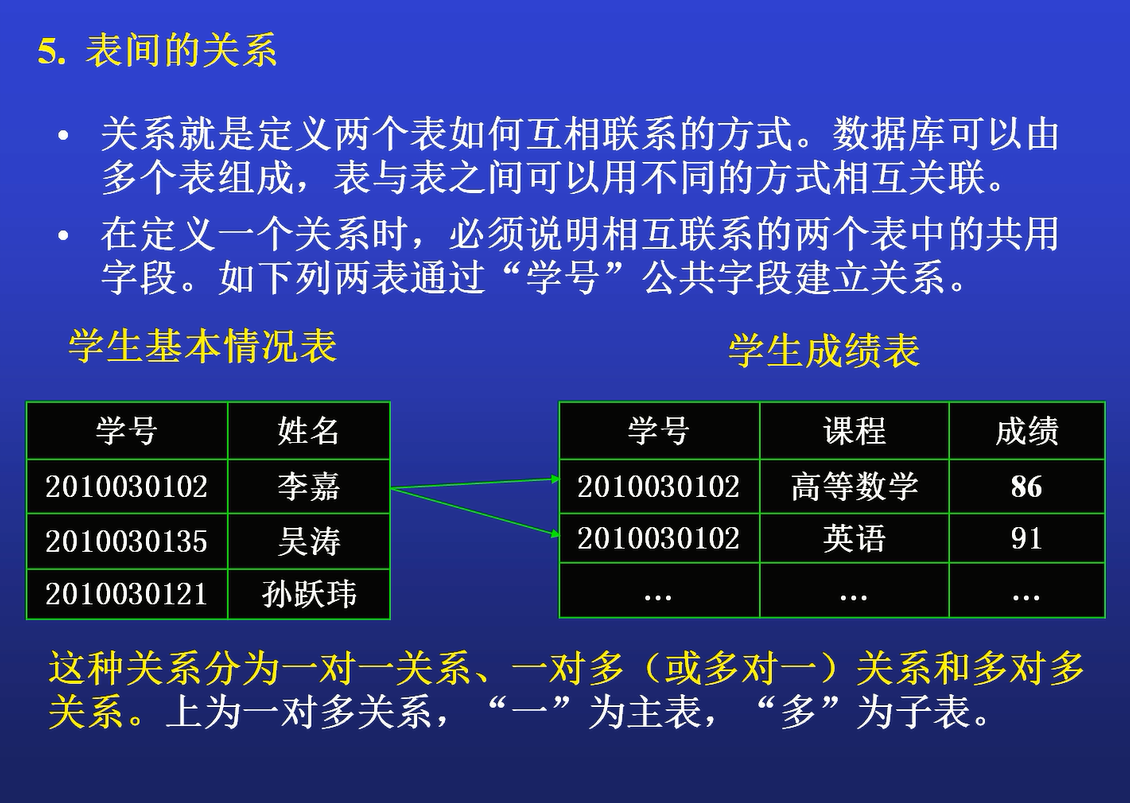 5. 表间的关系
• 关系就是定义两个表如何互相联系的方式。数据库可以由
多个表组成，表与表之间可以用不同的方式相互关联。
• 在定义一个关系时，必须说明相互联系的两个表中的共用
字段。如下列两表通过“学号”公共字段建立关系。
学生基本情况表
学号 姓名
2010030102 李嘉
2010030135 吴涛
2010030121 孙跃玮
学生成绩表
学号 课程 成绩
2010030102 高等数学 86
2010030102 英语 91
… … …
这种关系分为一对一关系、一对多（或多对一）关系和多对多
关系。上为一对多关系，“一”为主表，“多”为子表。